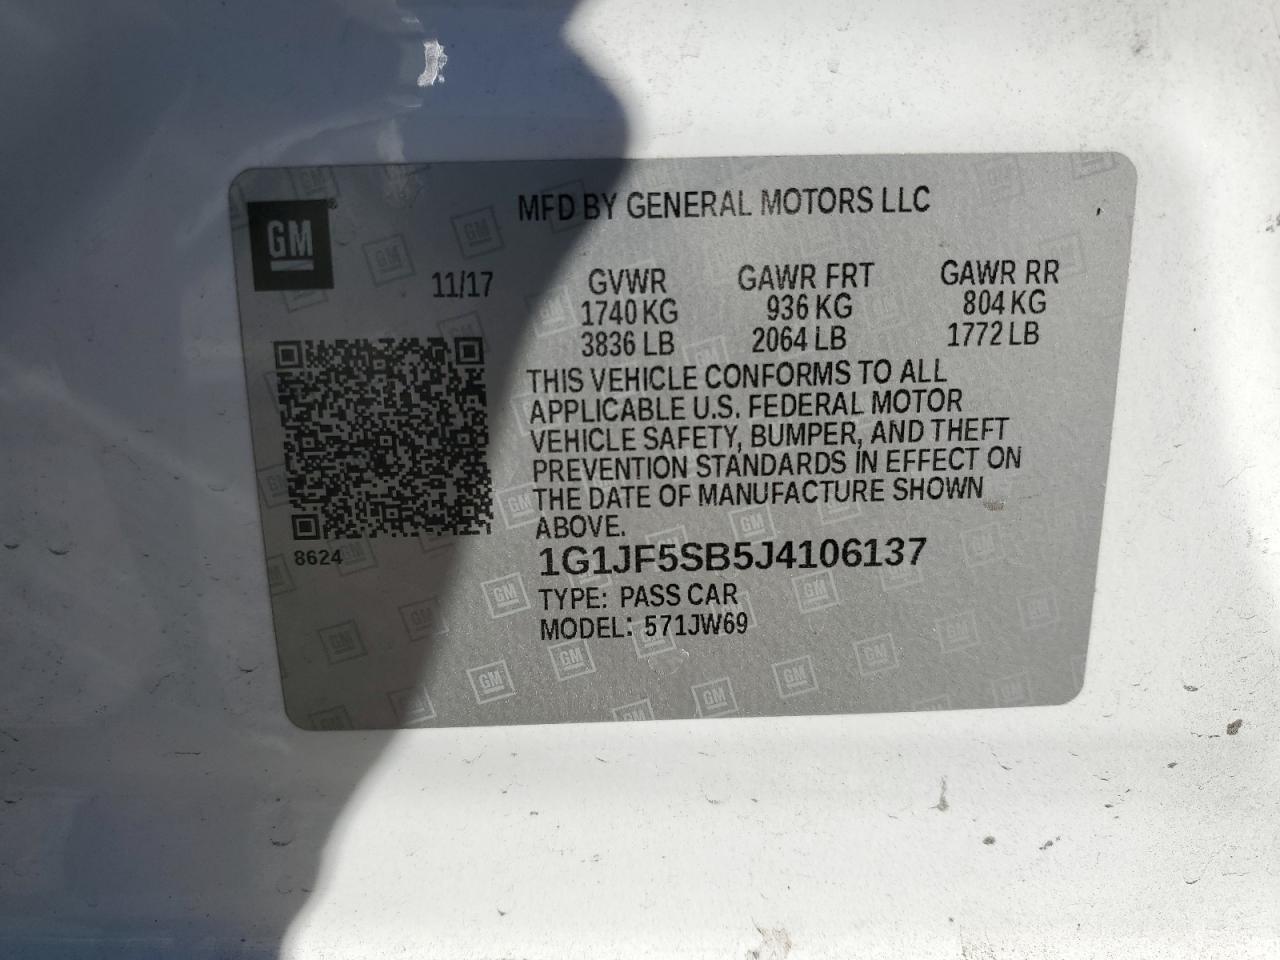 MFD BY GENERAL MOTORS LLC
GM
11/17
GVWR GAWR FRT GAWR RR
1740 KG 936 KG 804 KG
3836 LB 2064 LB 1772 LB
THIS VEHICLE CONFORMS TO ALL
APPLICABLE U.S. FEDERAL MOTOR
VEHICLE SAFETY, BUMPER, AND THEFT
PREVENTION STANDARDS IN EFFECT ON
THE DATE OF MANUFACTURE SHOWN
ABOVE.
8624
1G1JF5SB5J4106137
TYPE: PASS CAR
MODEL: 571JW69